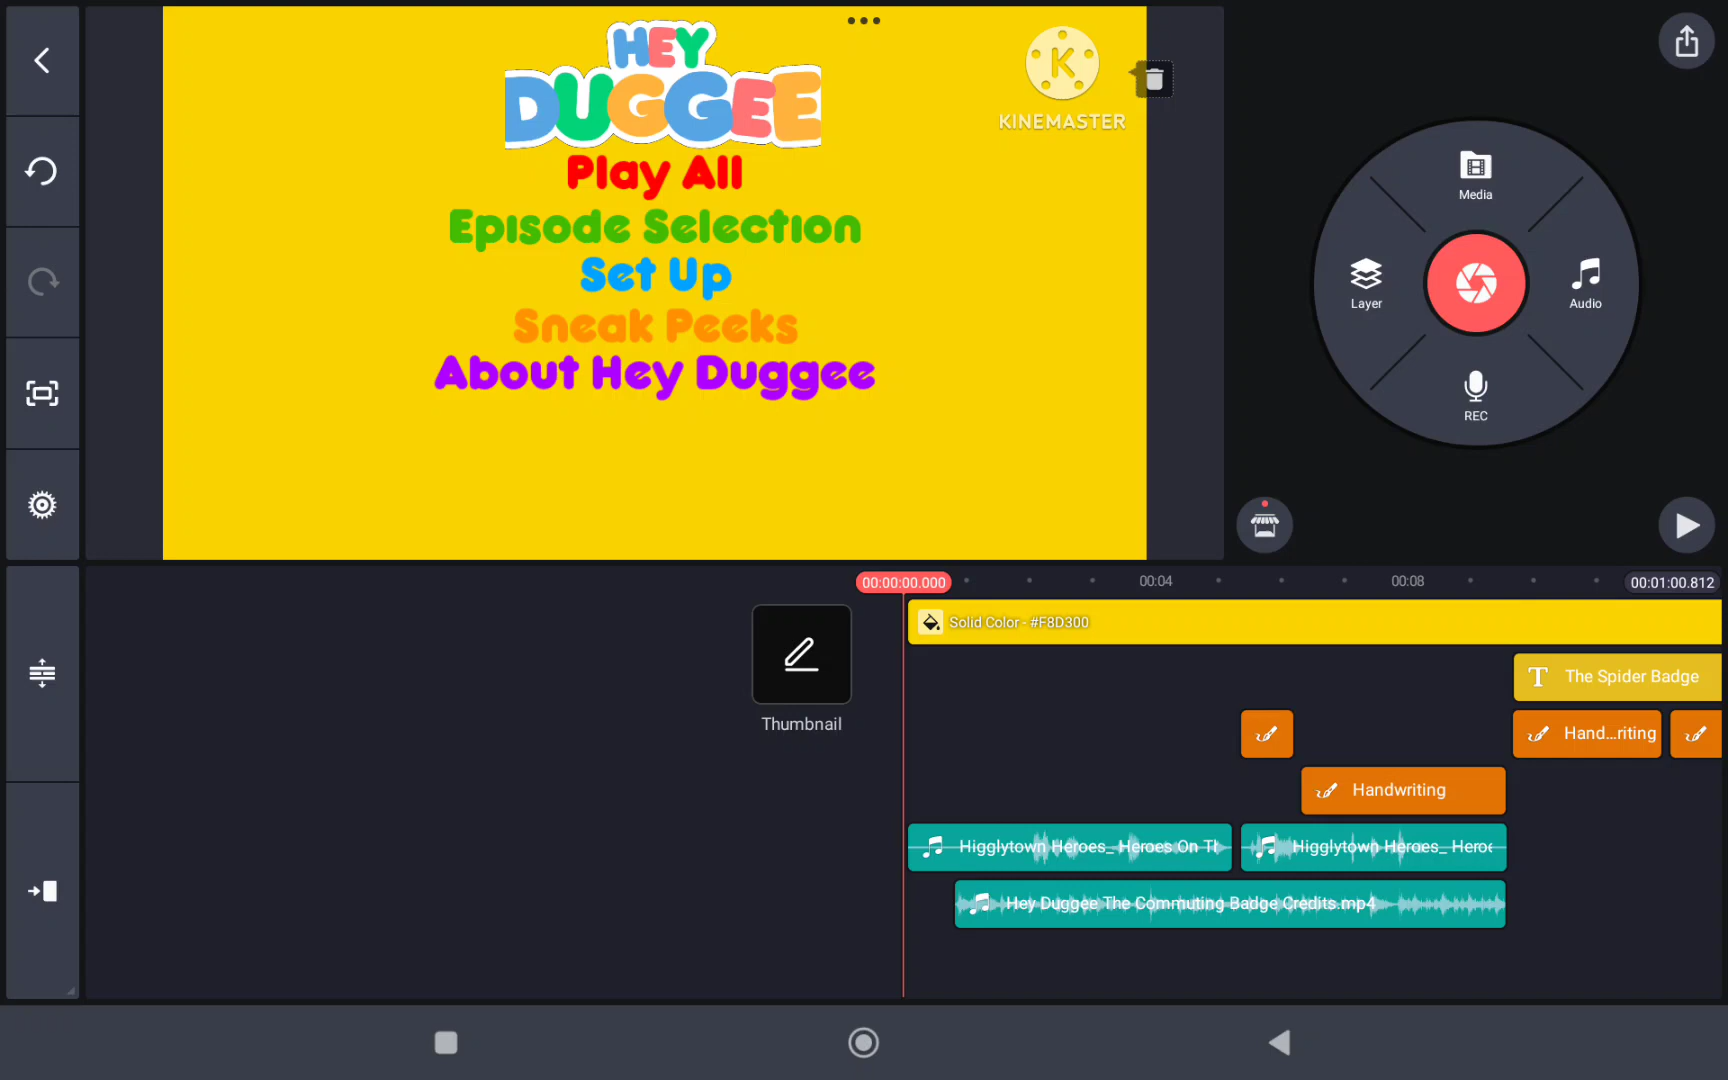 HEY
DUGGEE
K
KINEMASTER
Play All
Episode Selection
Set Up
Sneak Peeks
About Hey Duggee
Media
Layer
Audio
REC
00:00:00.000
00:04
00:08
00:01:00.812
Solid Color - #F8D300
Thumbnail
T The Spider Badge
Hand...riting
Handwriting
Higglytown Heroes_ Heroes On Th
Higglytown Heroes_ Heroe
Hey Duggee The Commuting Badge Credits.mp4